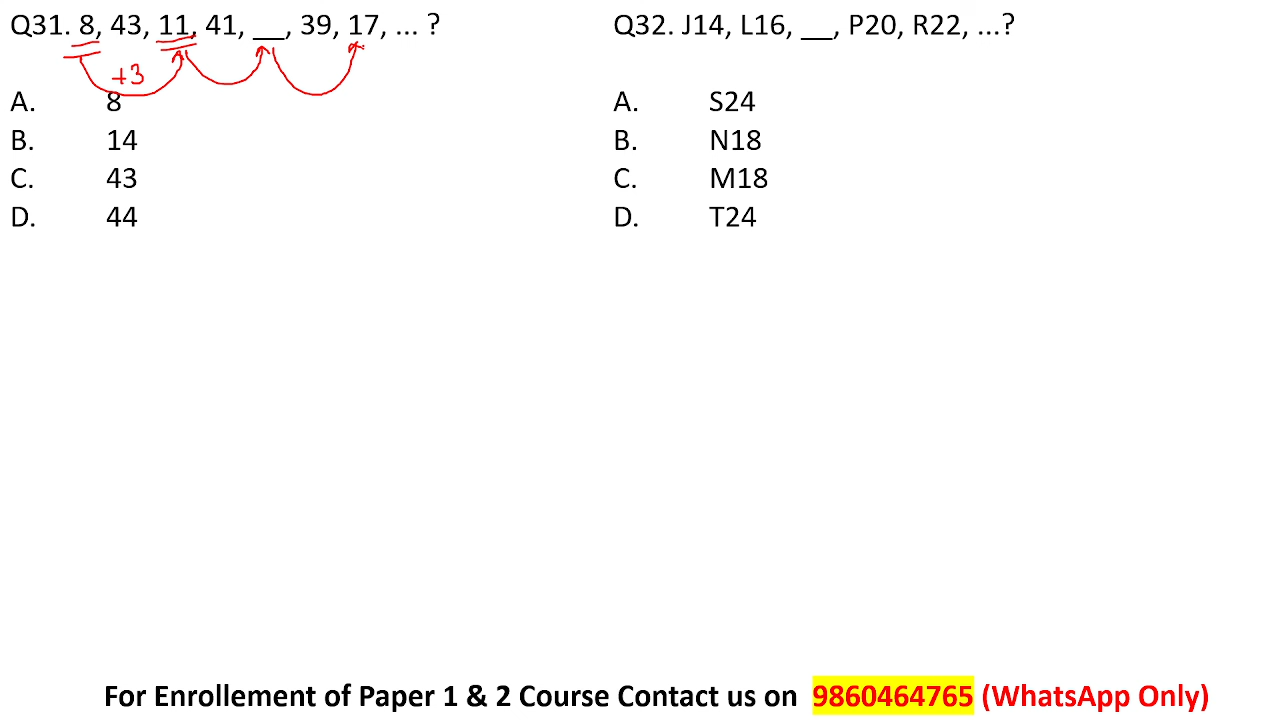 Q31. 8, 43, 11, 41, __, 39, 17, ... ?
+3
A. 8
B. 14
C. 43
D. 44
Q32. J14, L16, __, P20, R22, ...?
A. S24
B. N18
C. M18
D. T24
For Enrollement of Paper 1 & 2 Course Contact us on 9860464765 (WhatsApp Only)